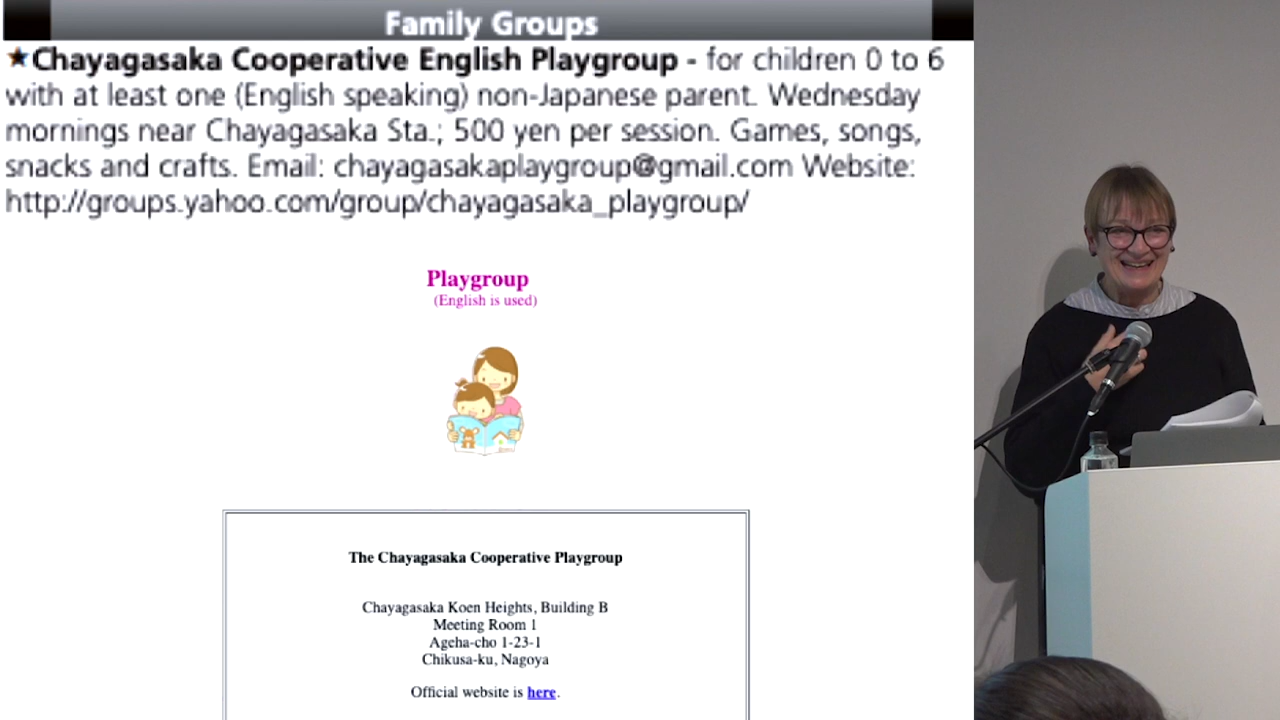 Family Groups
★Chayagasaka Cooperative English Playgroup - for children 0 to 6
with at least one (English speaking) non-Japanese parent. Wednesday
mornings near Chayagasaka Sta.; 500 yen per session. Games, songs,
snacks and crafts. Email: chayagasakaplaygroup@gmail.com Website:
http://groups.yahoo.com/group/chayagasaka_playgroup/
Playgroup
(English is used)
The Chayagasaka Cooperative Playgroup
Chayagasaka Koen Heights, Building B
Meeting Room 1
Ageha-cho 1-23-1
Chikusa-ku, Nagoya
Official website is here.